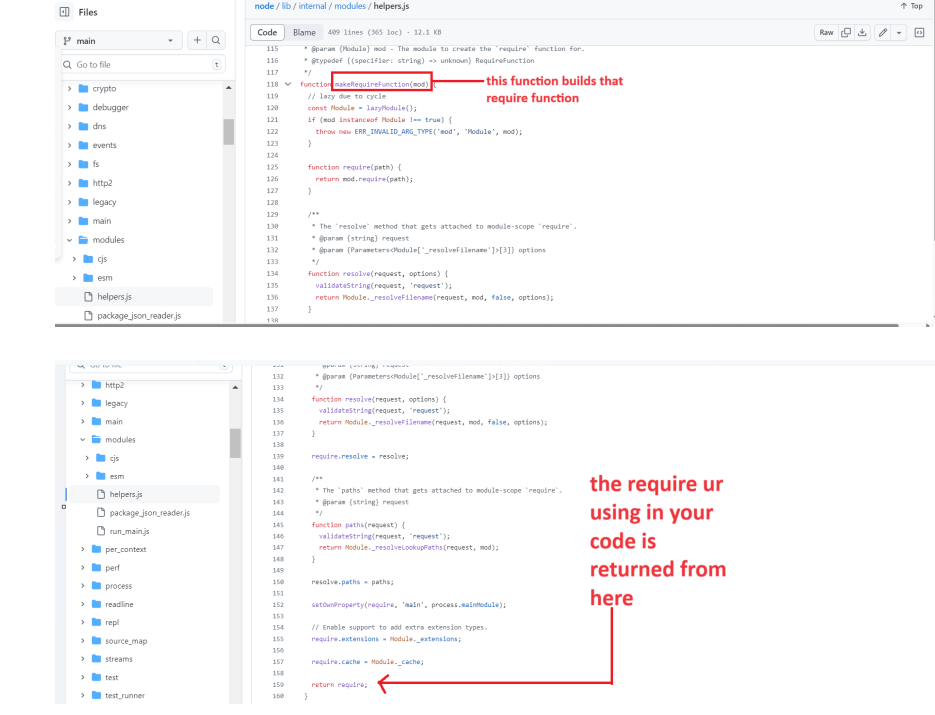 Files
node / lib / internal / modules / helpers.js
Top
main
Go to file
t
Code Blame 409 lines (365 loc) · 12.1 KB
Raw
crypto
debugger
dns
events
fs
http2
legacy
main
modules
cjs
esm
helpers.js
package_json_reader.js
115 * @param {Module} mod - The module to create the `require` function for.
116 * @typedef {(specifier: string) => unknown} RequireFunction
117 */
118 function makeRequireFunction(mod) {
119 // lazy due to cycle
120 const Module = lazyModule();
121 if (mod instanceof Module !== true) {
122 throw new ERR_INVALID_ARG_TYPE('mod', 'Module', mod);
123 }
124
125 function require(path) {
126 return mod.require(path);
127 }
128
129 /**
130 * The `resolve` method that gets attached to module-scope `require`.
131 * @param {string} request
132 * @param {Parameters<Module['_resolveFilename']>[3]} options
133 */
134 function resolve(request, options) {
135 validateString(request, 'request');
136 return Module._resolveFilename(request, mod, false, options);
137 }
138
this function builds that
require function
http2
legacy
main
modules
cjs
esm
helpers.js
package_json_reader.js
run_main.js
per_context
perf
process
readline
repl
source_map
streams
test
test_runner
132 * @param {Parameters<Module['_resolveFilename']>[3]} options
133 */
134 function resolve(request, options) {
135 validateString(request, 'request');
136 return Module._resolveFilename(request, mod, false, options);
137 }
138
139 require.resolve = resolve;
140
141 /**
142 * The `paths` method that gets attached to module-scope `require`.
143 * @param {string} request
144 */
145 function paths(request) {
146 validateString(request, 'request');
147 return Module._resolveLookupPaths(request, mod);
148 }
149
150 resolve.paths = paths;
151
152 setOwnProperty(require, 'main', process.mainModule);
153
154 // Enable support to add extra extension types.
155 require.extensions = Module._extensions;
156
157 require.cache = Module._cache;
158
159 return require;
160 }
the require ur
using in your
code is
returned from
here